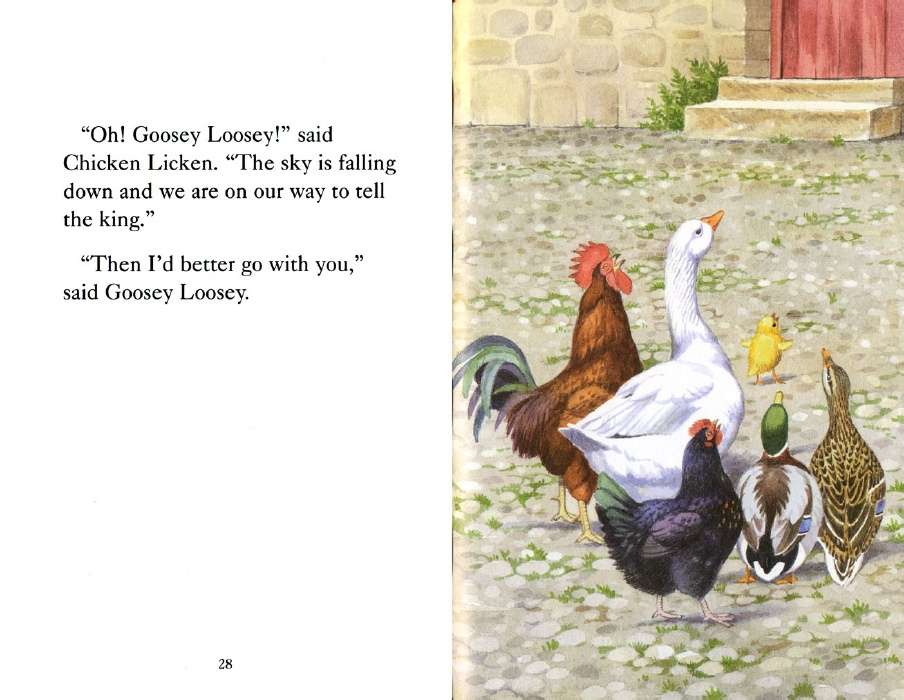 “Oh! Goosey Loosey!” said
Chicken Licken. “The sky is falling
down and we are on our way to tell
the king.”
“Then I’d better go with you,”
said Goosey Loosey.
28